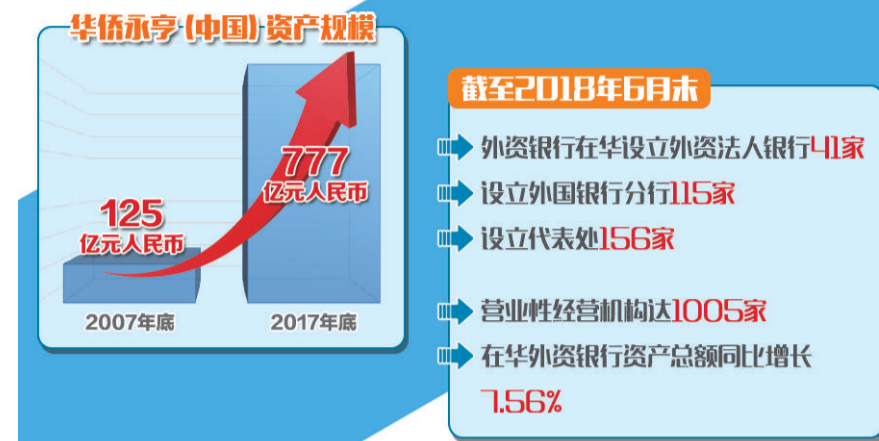 华侨永亨(中国)资产规模
777
亿元人民币
125
亿元人民币
2007年底
2017年底
截至2018年6月末
外资银行在华设立外资法人银行41家
设立外国银行分行115家
设立代表处156家
营业性经营机构达1005家
在华外资银行资产总额同比增长
7.56%